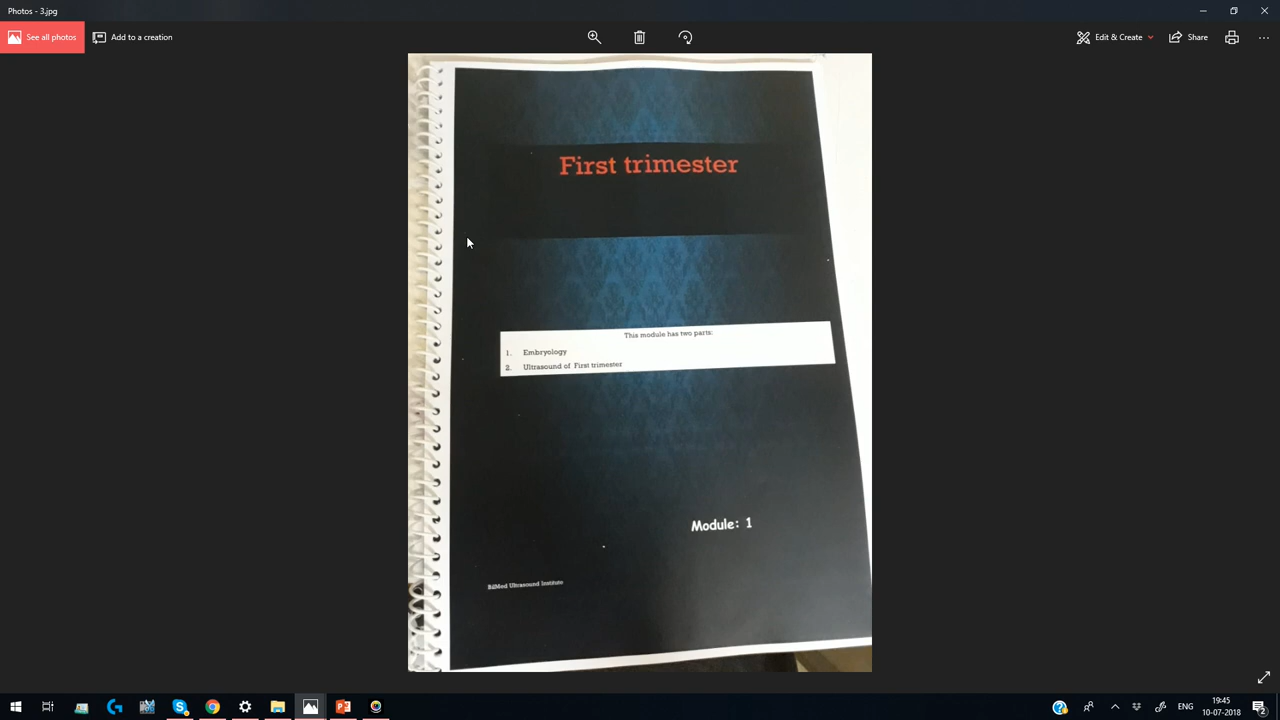 Photos - 3.jpg
See all photos
Add to a creation
Edit & Create
Share
First trimester
This module has two parts:
1. Embryology
2. Ultrasound of First trimester
Module: 1
BilMed Ultrasound Institute
ENG
19:45
10-07-2018